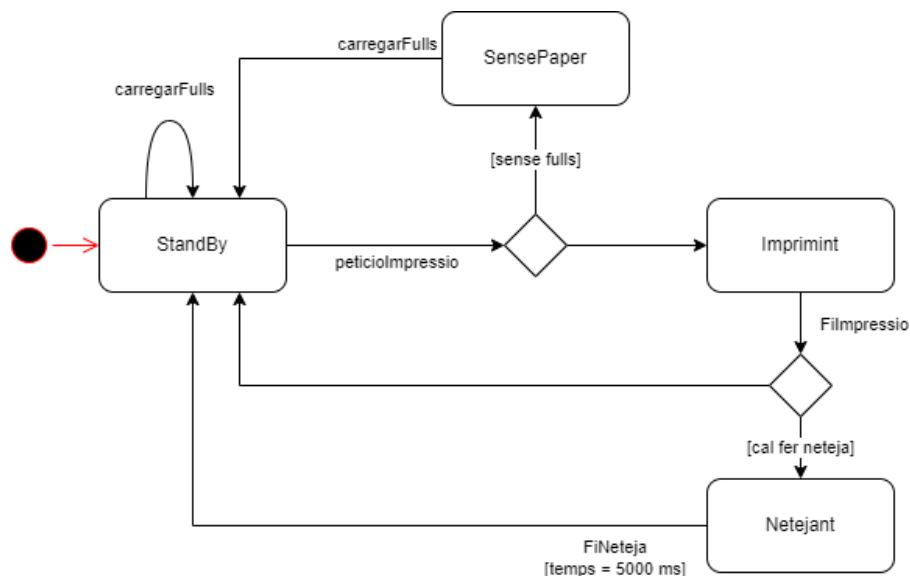 carregarFulls
SensePaper
carregarFulls
[sense fulls]
StandBy
peticioImpressio
Imprimint
FiImpressio
[cal fer neteja]
Netejant
FiNeteja
[temps = 5000 ms]